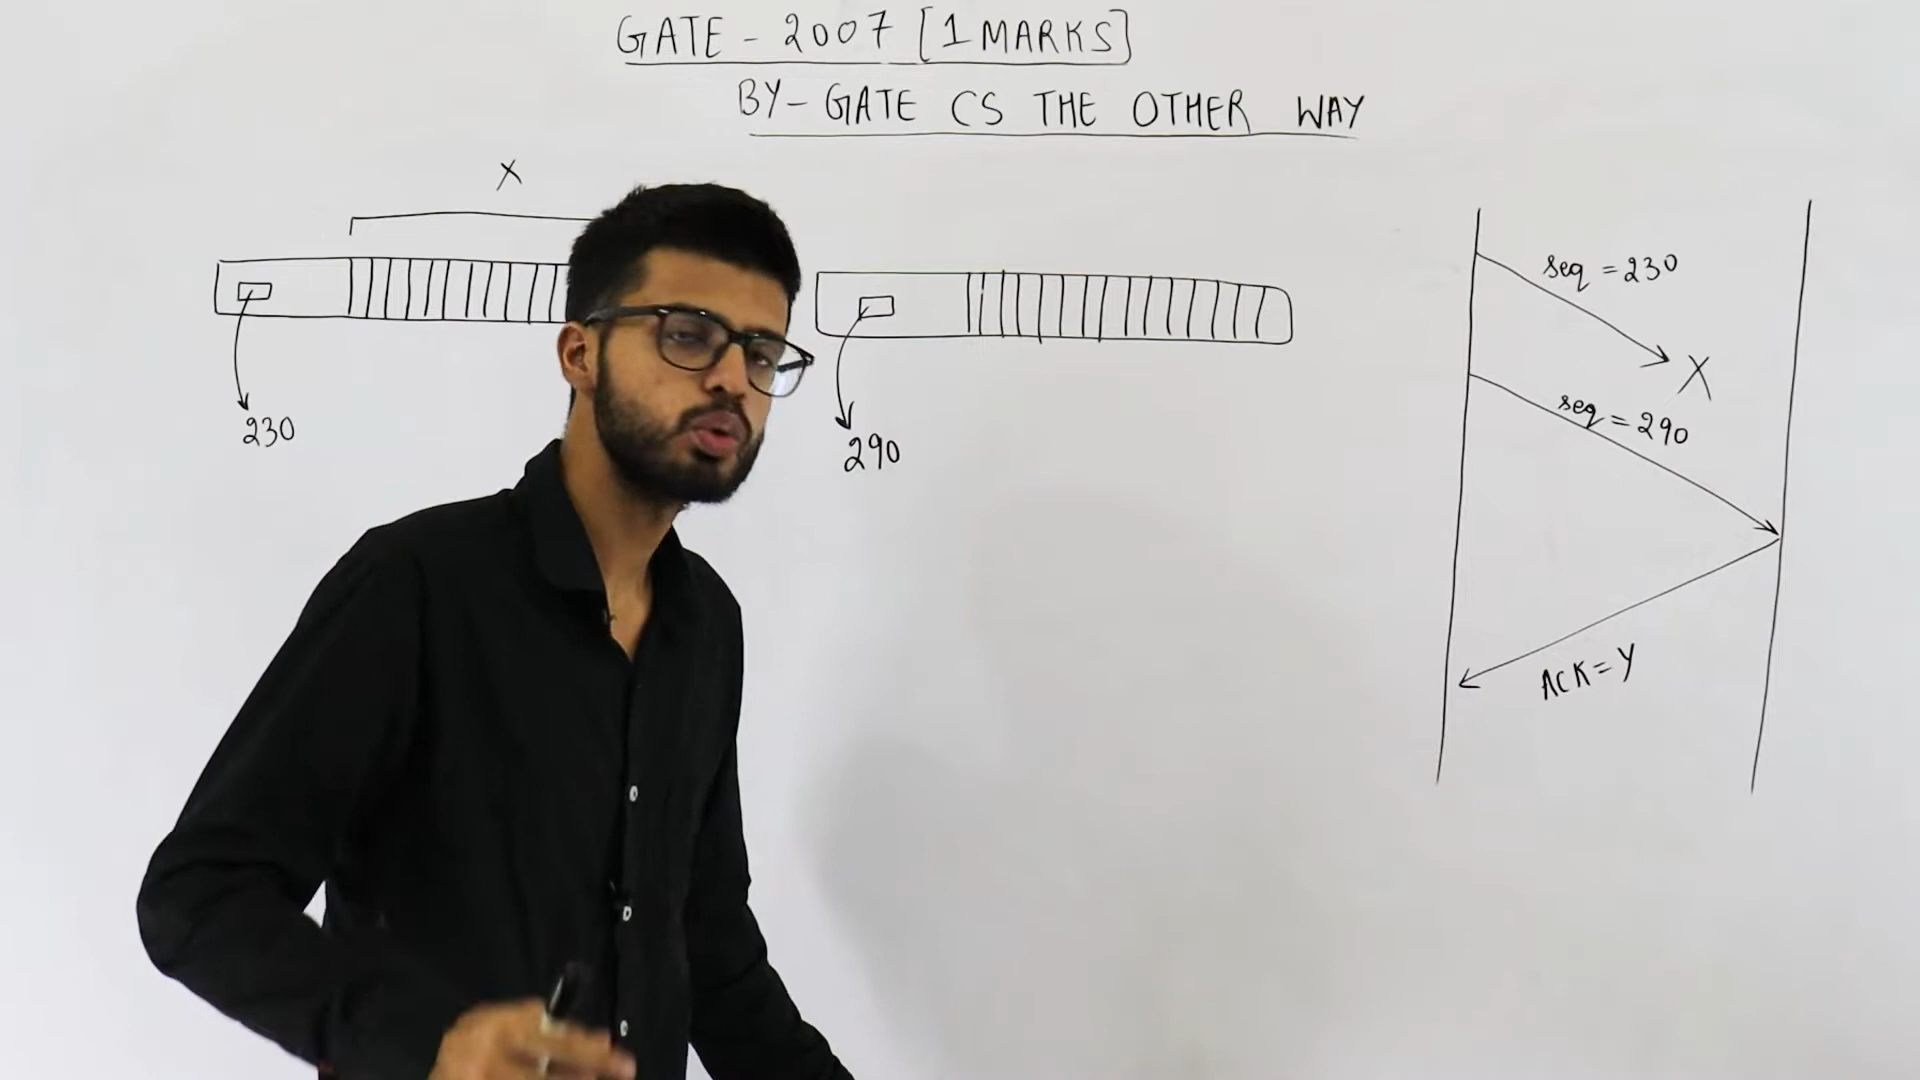 GATE - 2007 [1 MARKS]
BY - GATE CS THE OTHER WAY
X
230
290
seq = 230
X
seq = 290
ACK = Y